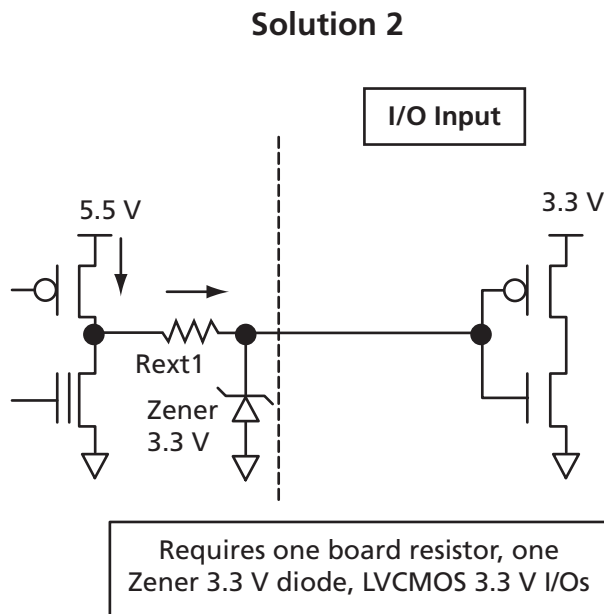 Solution 2
I/O Input
5.5 V
3.3 V
Rext1
Zener
3.3 V
Requires one board resistor, one
Zener 3.3 V diode, LVCMOS 3.3 V I/Os